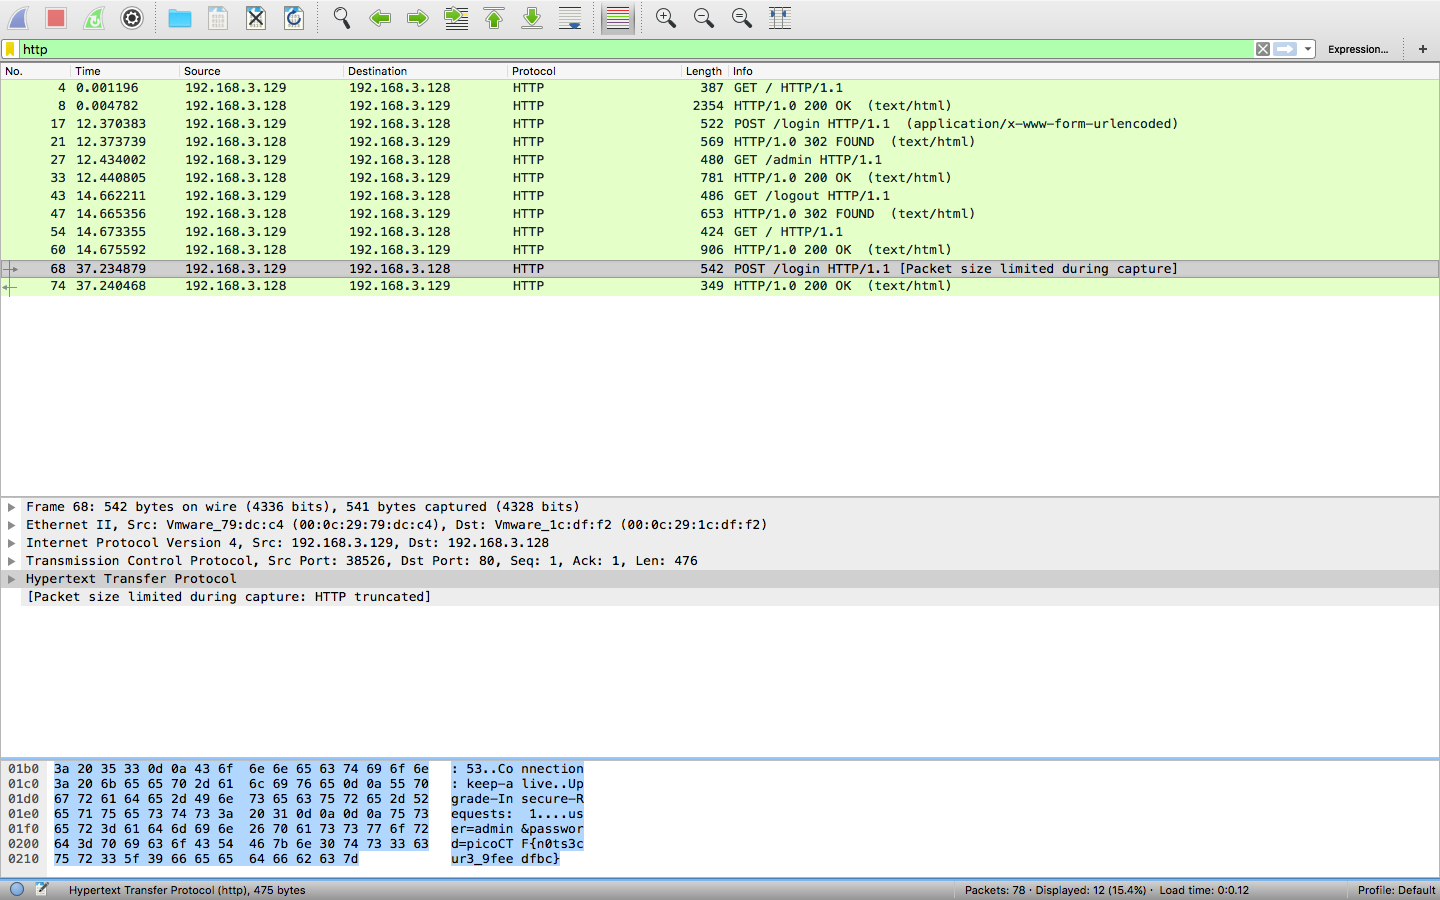 http
Expression...
+
No. Time Source Destination Protocol Length Info
4 0.001196 192.168.3.129 192.168.3.128 HTTP 387 GET / HTTP/1.1
8 0.004782 192.168.3.128 192.168.3.129 HTTP 2354 HTTP/1.0 200 OK (text/html)
17 12.370383 192.168.3.129 192.168.3.128 HTTP 522 POST /login HTTP/1.1 (application/x-www-form-urlencoded)
21 12.373739 192.168.3.128 192.168.3.129 HTTP 569 HTTP/1.0 302 FOUND (text/html)
27 12.434002 192.168.3.129 192.168.3.128 HTTP 480 GET /admin HTTP/1.1
33 12.440805 192.168.3.128 192.168.3.129 HTTP 781 HTTP/1.0 200 OK (text/html)
43 14.662211 192.168.3.129 192.168.3.128 HTTP 486 GET /logout HTTP/1.1
47 14.665356 192.168.3.128 192.168.3.129 HTTP 653 HTTP/1.0 302 FOUND (text/html)
54 14.673355 192.168.3.129 192.168.3.128 HTTP 424 GET / HTTP/1.1
60 14.675592 192.168.3.128 192.168.3.129 HTTP 906 HTTP/1.0 200 OK (text/html)
68 37.234879 192.168.3.129 192.168.3.128 HTTP 542 POST /login HTTP/1.1 [Packet size limited during capture]
74 37.240468 192.168.3.128 192.168.3.129 HTTP 349 HTTP/1.0 200 OK (text/html)
Frame 68: 542 bytes on wire (4336 bits), 541 bytes captured (4328 bits)
Ethernet II, Src: Vmware_79:dc:c4 (00:0c:29:79:dc:c4), Dst: Vmware_1c:df:f2 (00:0c:29:1c:df:f2)
Internet Protocol Version 4, Src: 192.168.3.129, Dst: 192.168.3.128
Transmission Control Protocol, Src Port: 38526, Dst Port: 80, Seq: 1, Ack: 1, Len: 476
Hypertext Transfer Protocol
[Packet size limited during capture: HTTP truncated]
01b0 3a 20 35 33 0d 0a 43 6f 6e 6e 65 63 74 69 6f 6e : 53..Co nnection
01c0 3a 20 6b 65 65 70 2d 61 6c 69 76 65 0d 0a 55 70 : keep-a live..Up
01d0 67 72 61 64 65 2d 49 6e 73 65 63 75 72 65 2d 52 grade-In secure-R
01e0 65 71 75 65 73 74 73 3a 20 31 0d 0a 0d 0a 75 73 equests: 1....us
01f0 65 72 3d 61 64 6d 69 6e 26 70 61 73 73 77 6f 72 er=admin &passwor
0200 64 3d 70 69 63 6f 43 54 46 7b 6e 30 74 73 33 63 d=picoCT F{n0ts3c
0210 75 72 33 5f 39 66 65 65 64 66 62 63 7d ur3_9fee dfbc}
Hypertext Transfer Protocol (http), 475 bytes
Packets: 78 · Displayed: 12 (15.4%) · Load time: 0:0.12
Profile: Default